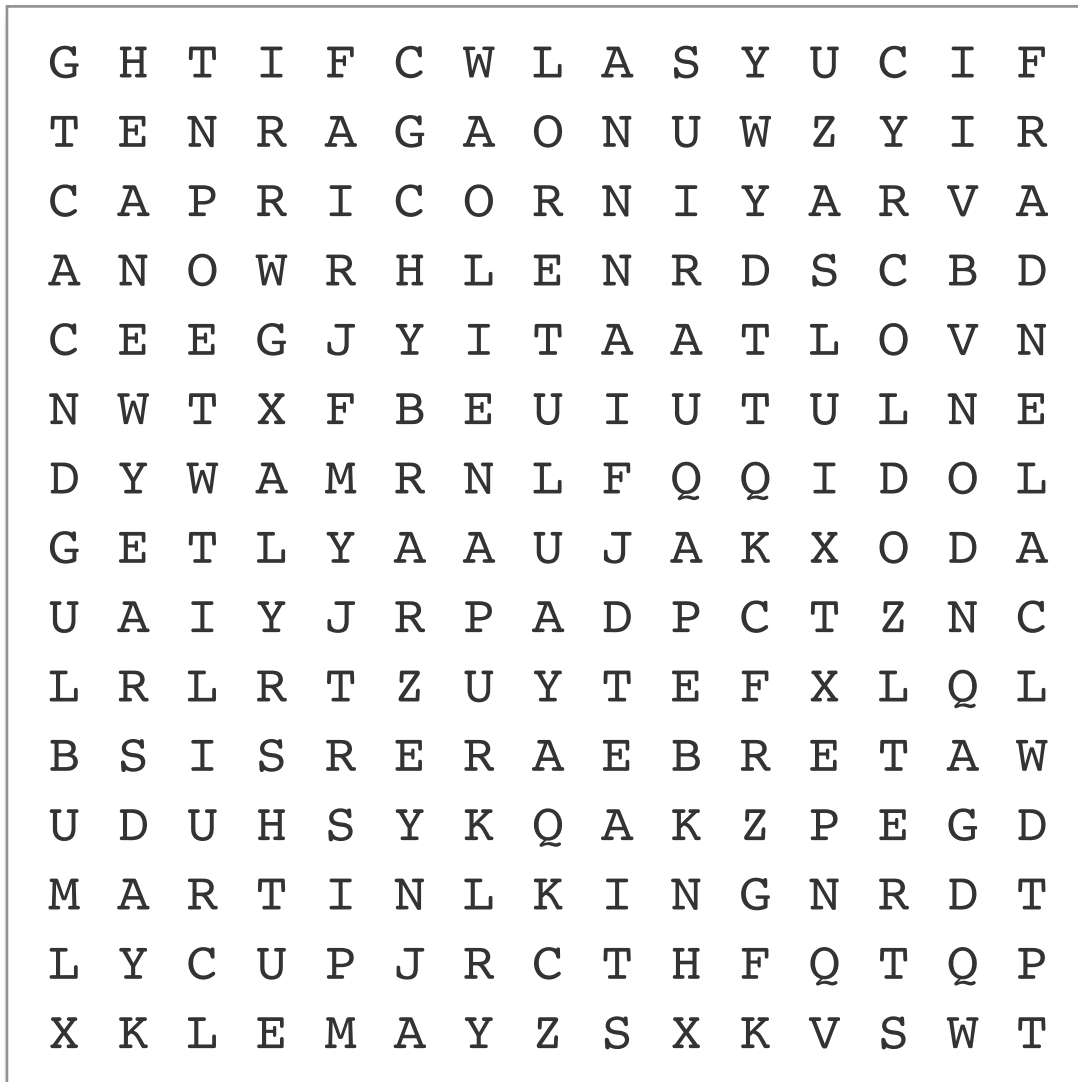 G H T I F C W L A S Y U C I F
T E N R A G A O N U W Z Y I R
C A P R I C O R N I Y A R V A
A N O W R H L E N R D S C B D
C E E G J Y I T A A T L O V N
N W T X F B E U I U T U L N E
D Y W A M R N L F Q Q I D O L
G E T L Y A A U J A K X O D A
U A I Y J R P A D P C T Z N C
L R L R T Z U Y T E F X L Q L
B S I S R E R A E B R E T A W
U D U H S Y K Q A K Z P E G D
M A R T I N L K I N G N R D T
L Y C U P J R C T H F Q T Q P
X K L E M A Y Z S X K V S W T